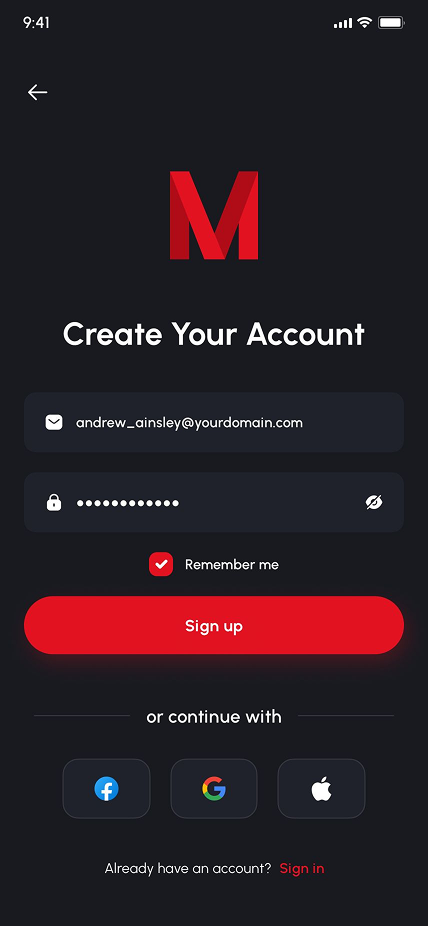 9:41
M
Create Your Account
andrew_ainsley@yourdomain.com
●●●●●●●●●●●●
Remember me
Sign up
or continue with
Already have an account? Sign in